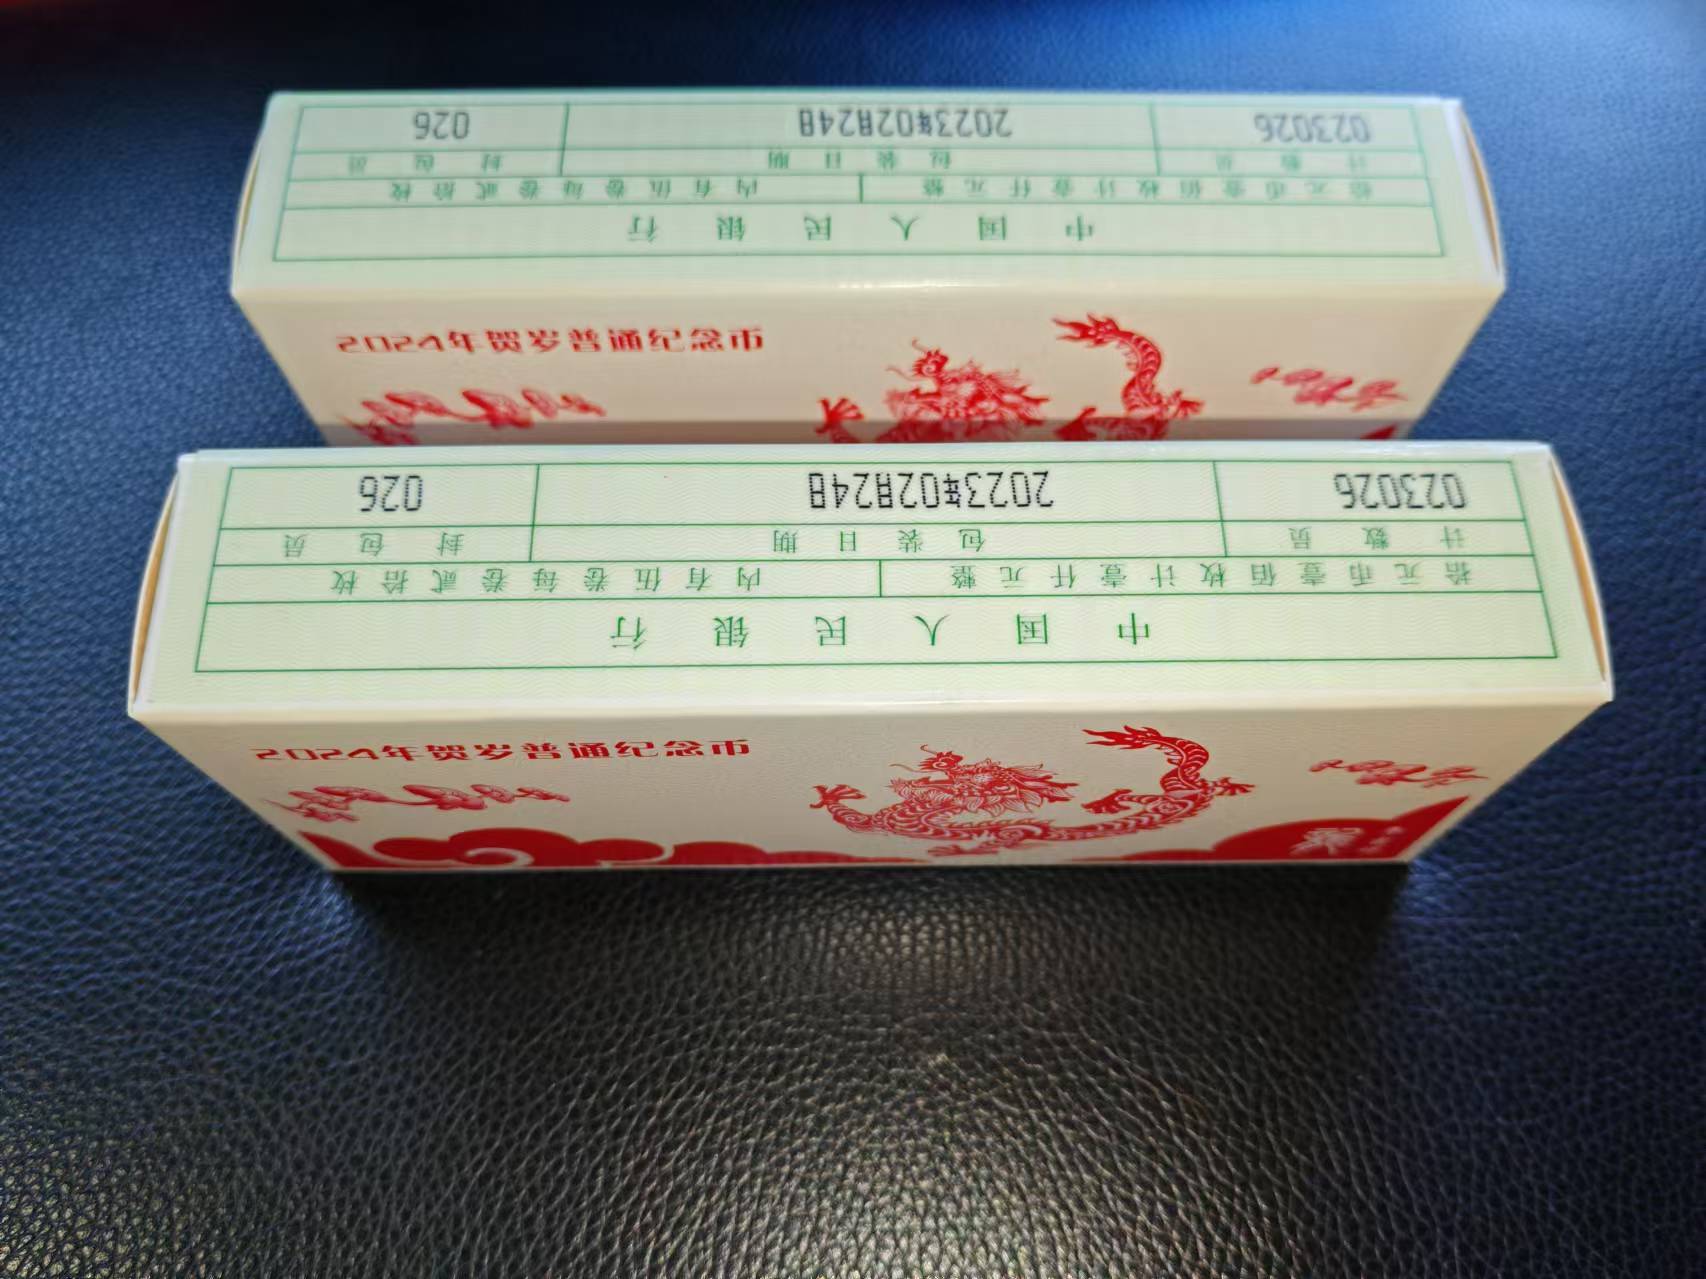 中国人民银行
拾元币壹佰枚计壹仟元整 内有伍卷每卷贰拾枚
计数员 包装日期 封包员
023026 2023年02月24日 026
2024年贺岁普通纪念币
中国人民银行
拾元币壹佰枚计壹仟元整 内有伍卷每卷贰拾枚
计数员 包装日期 封包员
023026 2023年02月24日 026
2024年贺岁普通纪念币